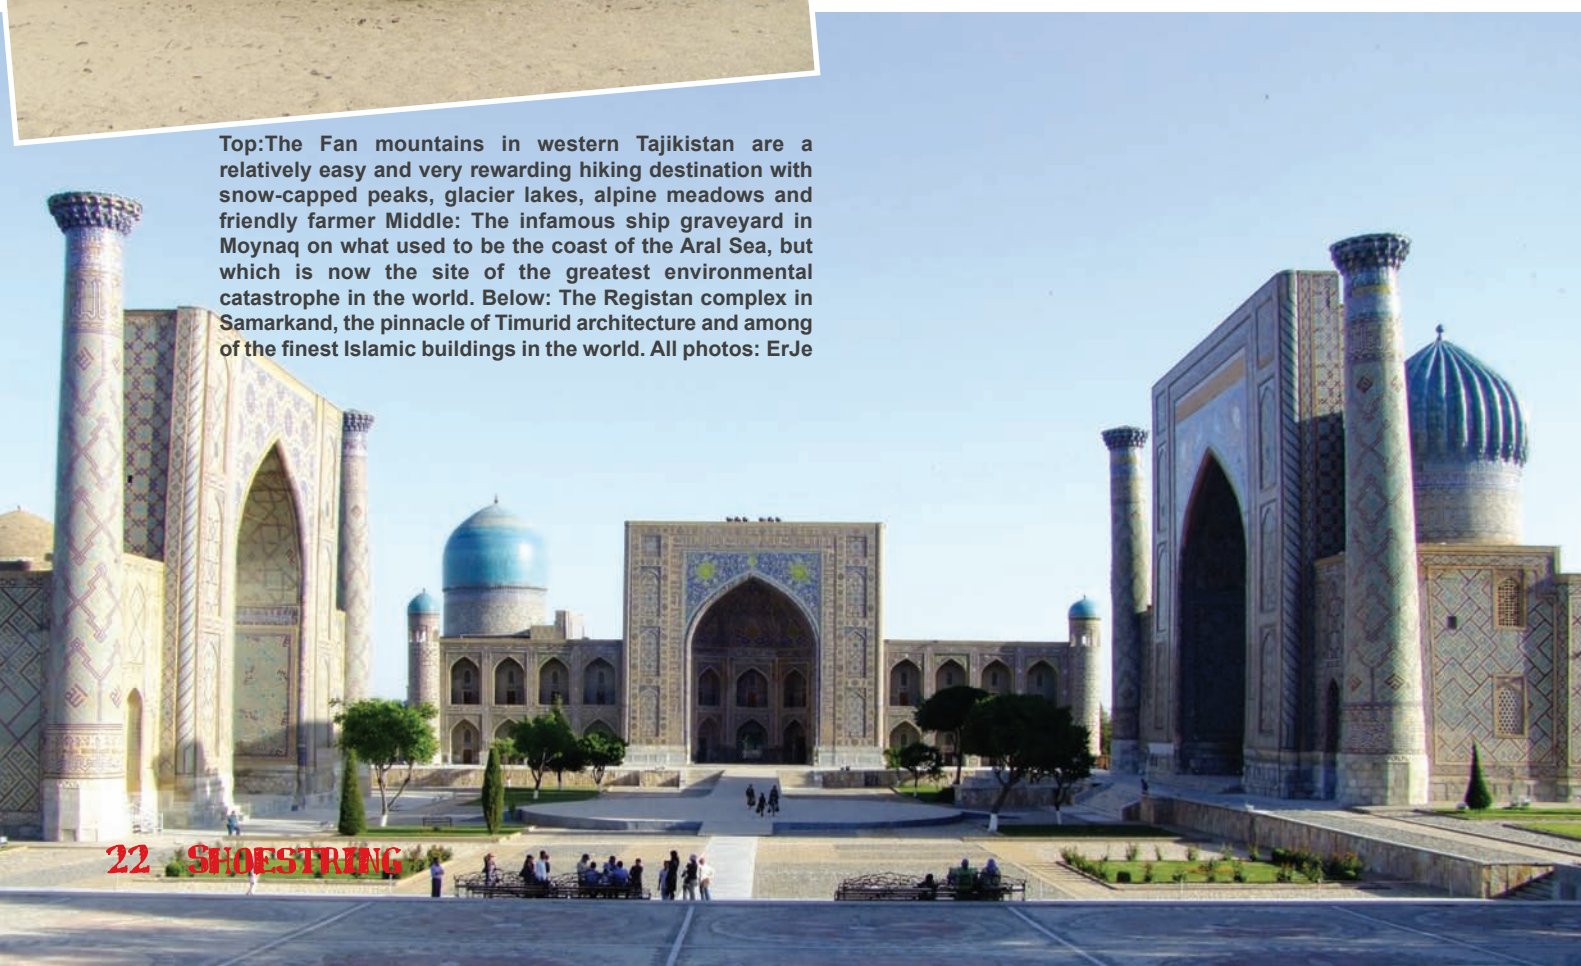 Top:The Fan mountains in western Tajikistan are a
relatively easy and very rewarding hiking destination with
snow-capped peaks, glacier lakes, alpine meadows and
friendly farmer Middle: The infamous ship graveyard in
Moynaq on what used to be the coast of the Aral Sea, but
which is now the site of the greatest environmental
catastrophe in the world. Below: The Registan complex in
Samarkand, the pinnacle of Timurid architecture and among
of the finest Islamic buildings in the world. All photos: ErJe
22 SHOESTRING